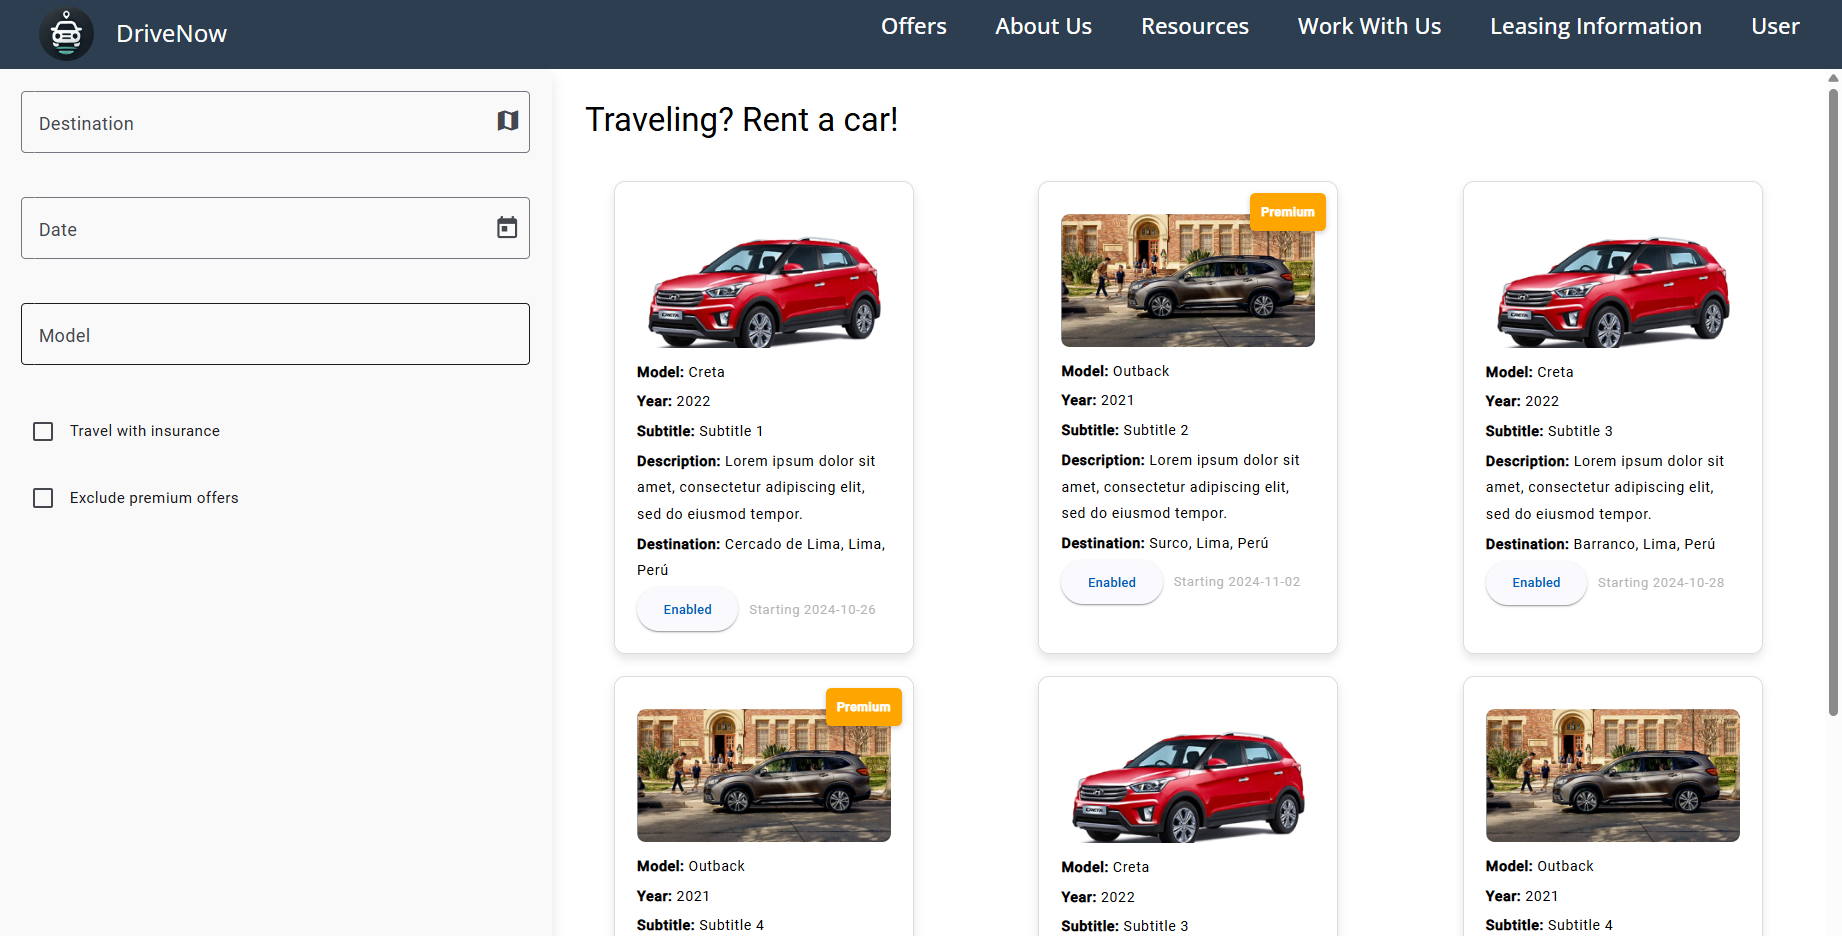 DriveNow
Offers
About Us
Resources
Work With Us
Leasing Information
User
Destination
Date
Model
Travel with insurance
Exclude premium offers
Traveling? Rent a car!
CRETA
Model: Creta
Year: 2022
Subtitle: Subtitle 1
Description: Lorem ipsum dolor sit
amet, consectetur adipiscing elit,
sed do eiusmod tempor.
Destination: Cercado de Lima, Lima,
Perú
Enabled
Starting 2024-10-26
Premium
Model: Outback
Year: 2021
Subtitle: Subtitle 2
Description: Lorem ipsum dolor sit
amet, consectetur adipiscing elit,
sed do eiusmod tempor.
Destination: Surco, Lima, Perú
Enabled
Starting 2024-11-02
CRETA
Model: Creta
Year: 2022
Subtitle: Subtitle 3
Description: Lorem ipsum dolor sit
amet, consectetur adipiscing elit,
sed do eiusmod tempor.
Destination: Barranco, Lima, Perú
Enabled
Starting 2024-10-28
Premium
Model: Outback
Year: 2021
Subtitle: Subtitle 4
CRETA
Model: Creta
Year: 2022
Subtitle: Subtitle 3
Model: Outback
Year: 2021
Subtitle: Subtitle 4